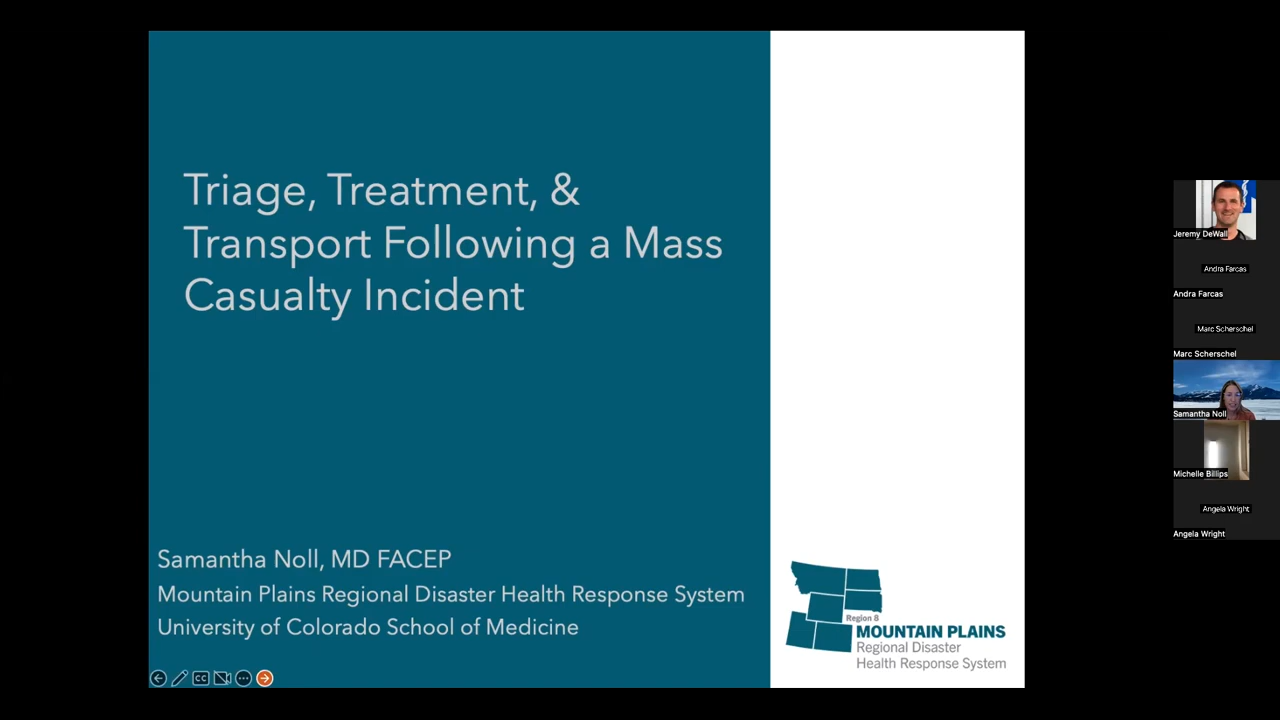 Triage, Treatment, &
Transport Following a Mass
Casualty Incident
Samantha Noll, MD FACEP
Mountain Plains Regional Disaster Health Response System
University of Colorado School of Medicine
Region 8
MOUNTAIN PLAINS
Regional Disaster
Health Response System
CC
Jeremy DeWall
Andra Farcas
Andra Farcas
Marc Scherschel
Marc Scherschel
Samantha Noll
Michelle Billips
Angela Wright
Angela Wright